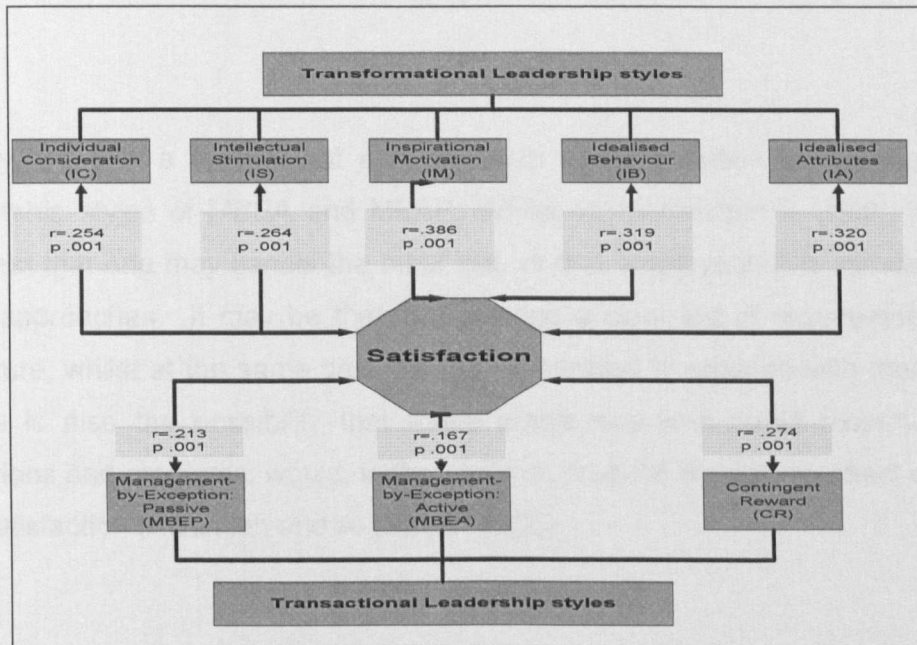 Transformational Leadership styles
Individual
Consideration
(IC)
Intellectual
Stimulation
(IS)
Inspirational
Motivation
(IM)
Idealised
Behaviour
(IB)
Idealised
Attributes
(IA)
r=.254
p .001
r=.264
p .001
r=.386
p .001
r=.319
p .001
r=.320
p .001
Satisfaction
r=.213
p .001
r=.167
p .001
r= .274
p .001
Management-
by-Exception:
Passive
(MBEP)
Management-
by-Exception:
Active
(MBEA)
Contingent
Reward
(CR)
Transactional Leadership styles